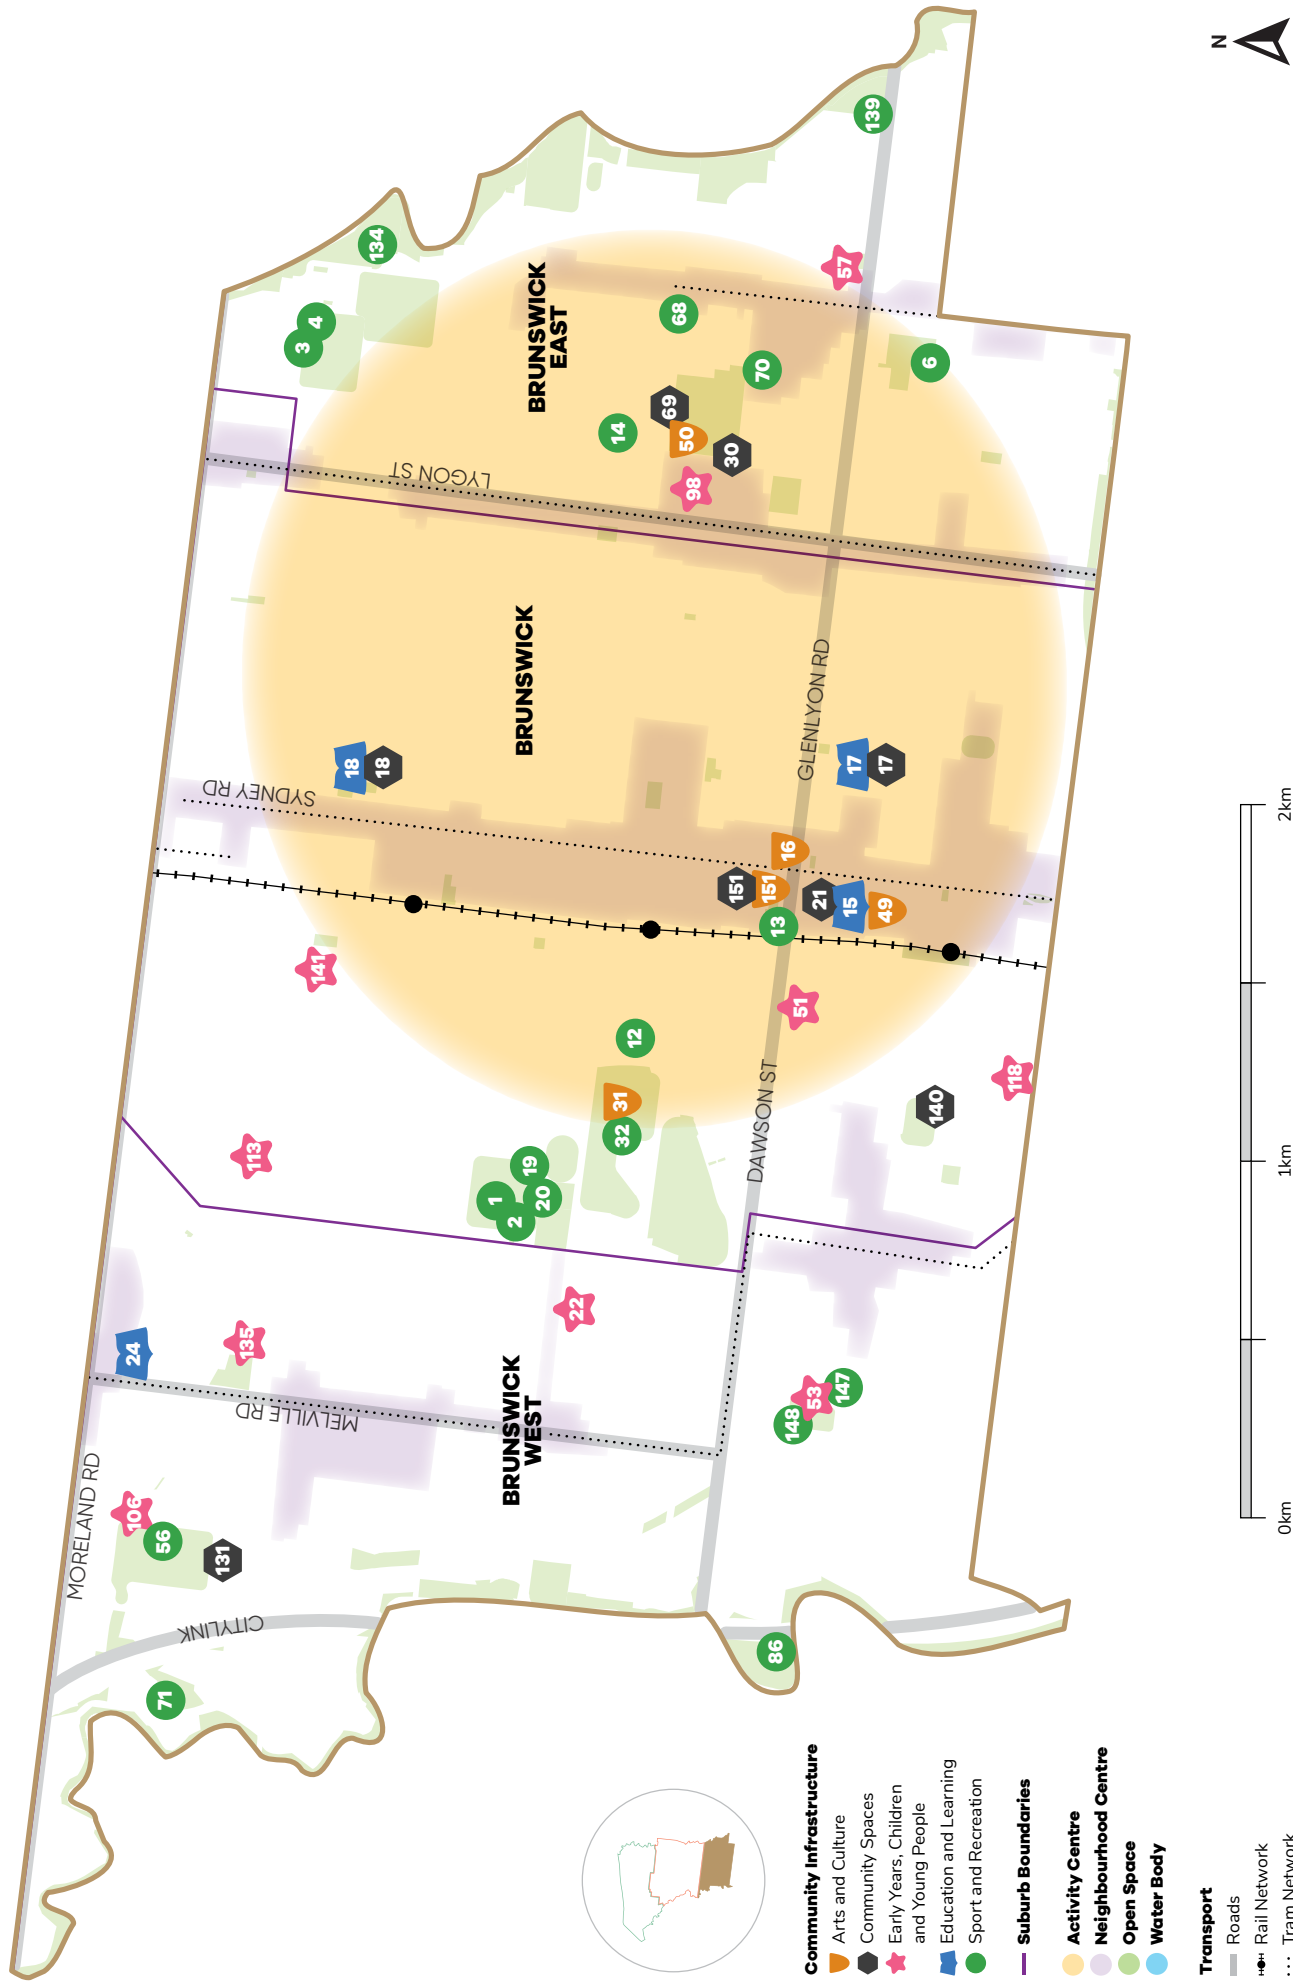 N
MORELAND RD
CITYLINK
MELVILLE RD
SYDNEY RD
LYGON ST
DAWSON ST
GLENLYON RD
BRUNSWICK
WEST
BRUNSWICK
BRUNSWICK
EAST
71
106
56
131
24
135
113
22
1
2
19
20
86
148
53
147
32
31
12
141
51
140
118
13
151
151
16
21
15
49
18
18
17
17
98
50
69
30
14
68
70
6
57
3
4
134
139
Community Infrastructure
Arts and Culture
Community Spaces
Early Years, Children
and Young People
Education and Learning
Sport and Recreation
Suburb Boundaries
Activity Centre
Neighbourhood Centre
Open Space
Water Body
Transport
Roads
Rail Network
Tram Network
0km
1km
2km